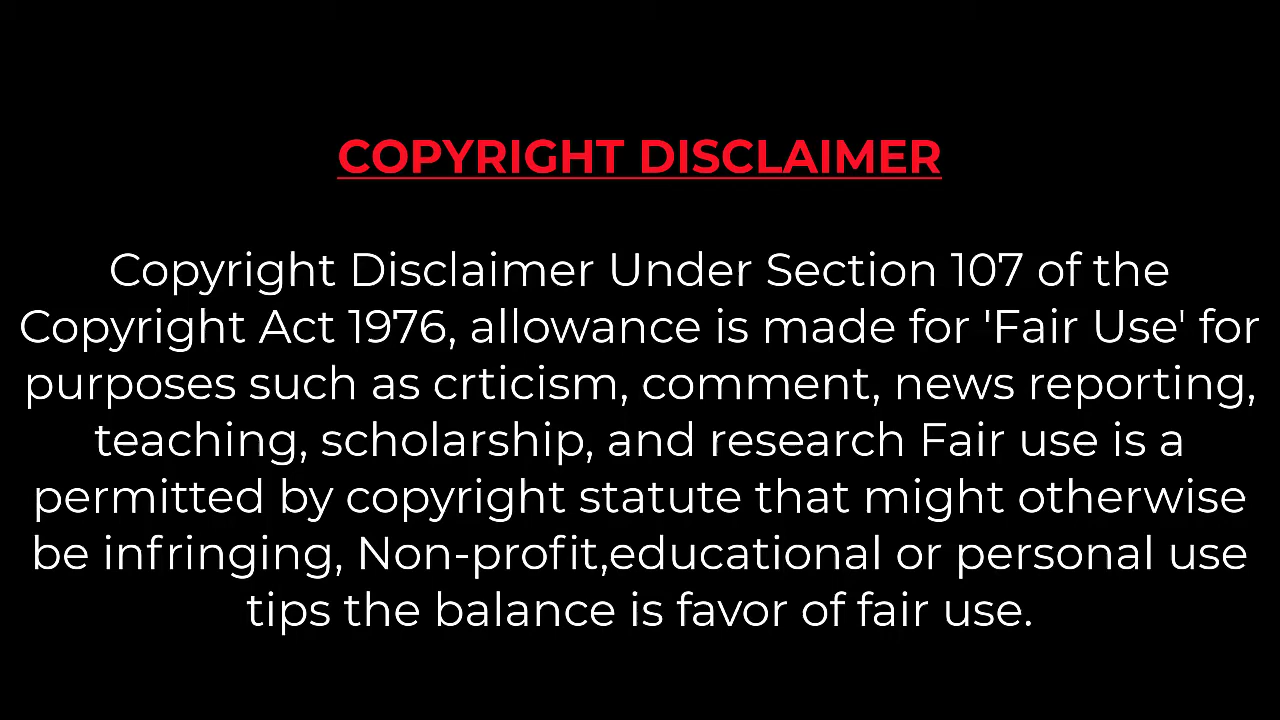 COPYRIGHT DISCLAIMER
Copyright Disclaimer Under Section 107 of the
Copyright Act 1976, allowance is made for 'Fair Use' for
purposes such as crticism, comment, news reporting,
teaching, scholarship, and research Fair use is a
permitted by copyright statute that might otherwise
be infringing, Non-profit,educational or personal use
tips the balance is favor of fair use.